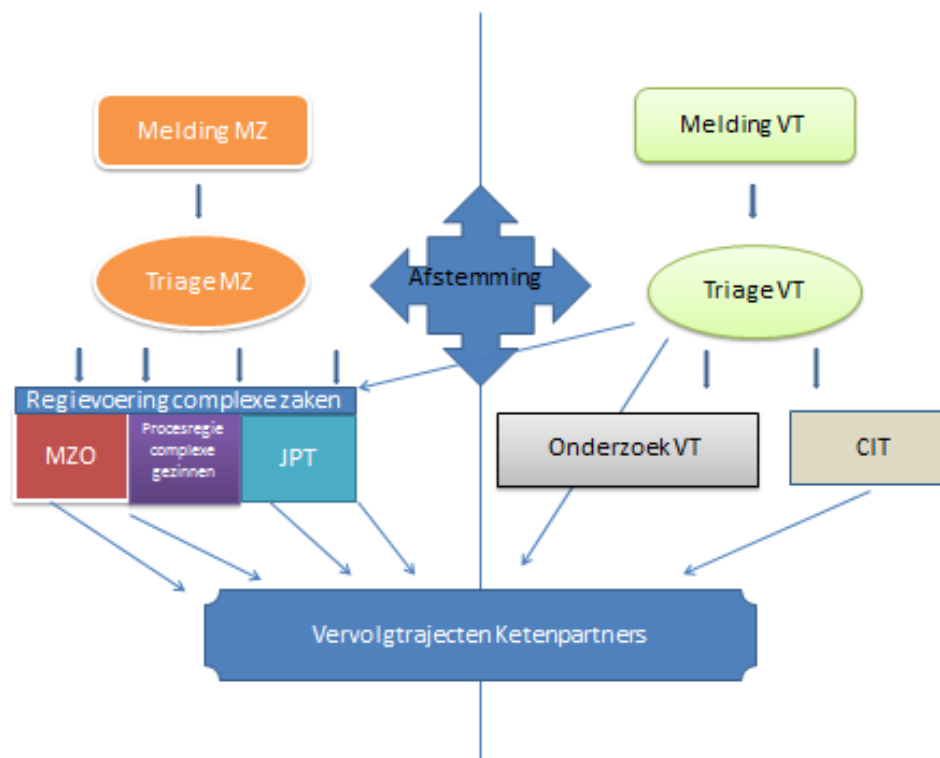 Melding MZ
Melding VT
Triage MZ
Afstemming
Triage VT
Regievoering complexe zaken
MZO
Procesregie
complexe
gezinnen
JPT
Onderzoek VT
CIT
Vervolgtrajecten Ketenpartners